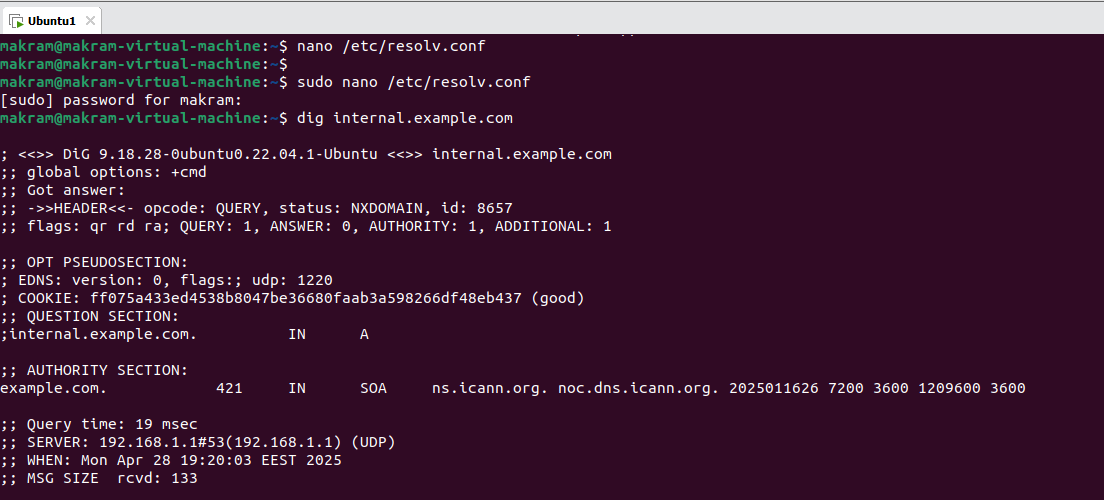 Ubuntu1
makram@makram-virtual-machine:~$ nano /etc/resolv.conf
makram@makram-virtual-machine:~$
makram@makram-virtual-machine:~$ sudo nano /etc/resolv.conf
[sudo] password for makram:
makram@makram-virtual-machine:~$ dig internal.example.com
; <<>> DiG 9.18.28-0ubuntu0.22.04.1-Ubuntu <<>> internal.example.com
;; global options: +cmd
;; Got answer:
;; ->>HEADER<<- opcode: QUERY, status: NXDOMAIN, id: 8657
;; flags: qr rd ra; QUERY: 1, ANSWER: 0, AUTHORITY: 1, ADDITIONAL: 1
;; OPT PSEUDOSECTION:
; EDNS: version: 0, flags:; udp: 1220
; COOKIE: ff075a433ed4538b8047be36680faab3a598266df48eb437 (good)
;; QUESTION SECTION:
;internal.example.com. IN A
;; AUTHORITY SECTION:
example.com. 421 IN SOA ns.icann.org. noc.dns.icann.org. 2025011626 7200 3600 1209600 3600
;; Query time: 19 msec
;; SERVER: 192.168.1.1#53(192.168.1.1) (UDP)
;; WHEN: Mon Apr 28 19:20:03 EEST 2025
;; MSG SIZE rcvd: 133